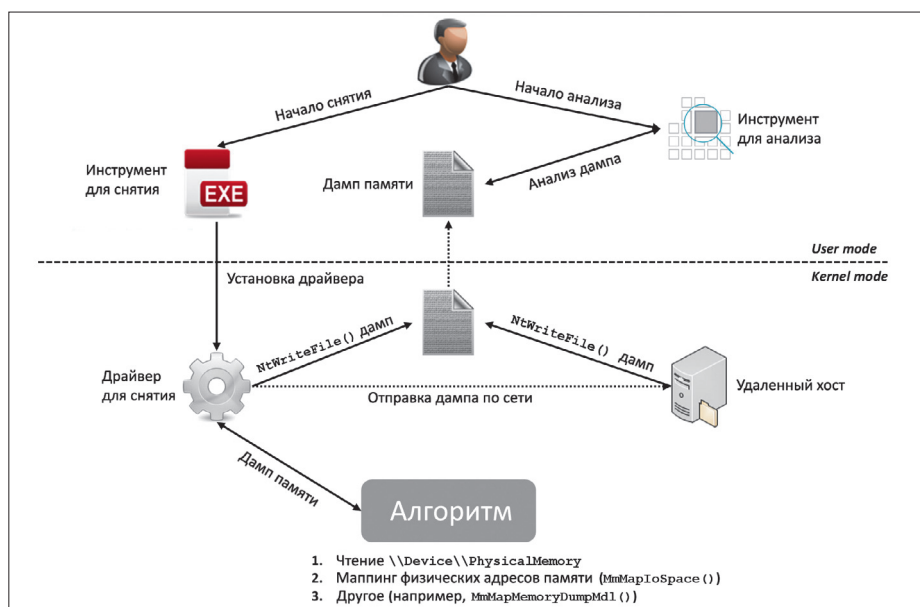 Начало снятия
Начало анализа
Инструмент
для анализа
Инструмент
для снятия
EXE
Дамп памяти
Анализ дампа
User mode
Kernel mode
Установка драйвера
NtWriteFile() дамп
NtWriteFile() дамп
Драйвер
для снятия
Удаленный хост
Отправка дампа по сети
Дамп памяти
Алгоритм
1. Чтение \\Device\\PhysicalMemory
2. Маппинг физических адресов памяти (MmMapIoSpace())
3. Другое (например, MmMapMemoryDumpMdl())